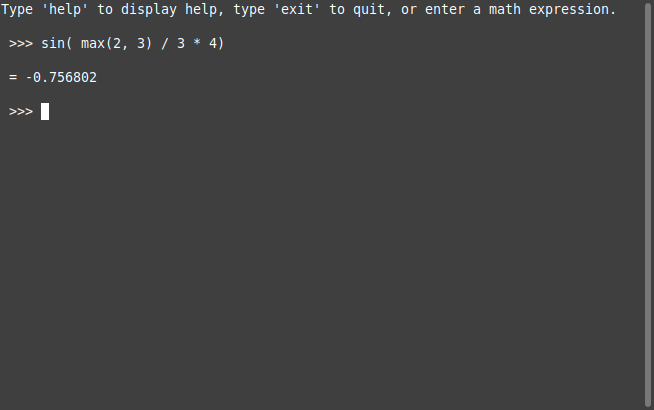 Type 'help' to display help, type 'exit' to quit, or enter a math expression.
>>> sin( max(2, 3) / 3 * 4)
= -0.756802
>>>